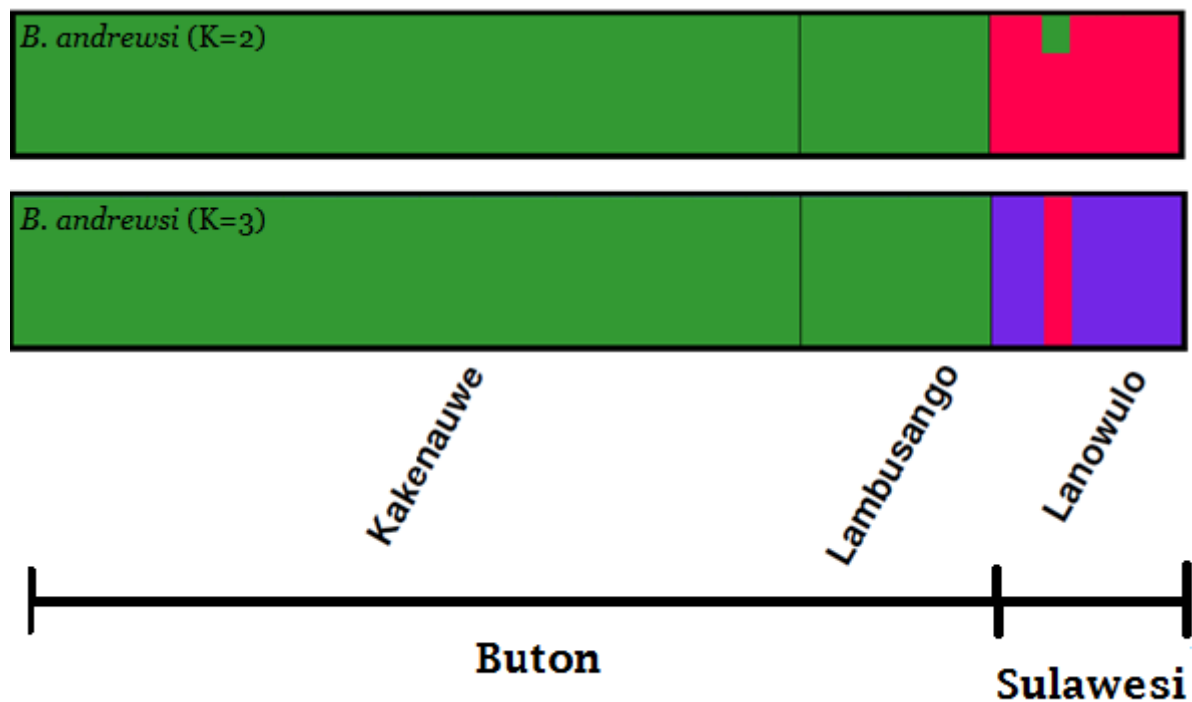 B. andrewsi (K=2)
B. andrewsi (K=3)
Kakenauwe
Lambusango
Lanowulo
Buton
Sulawesi